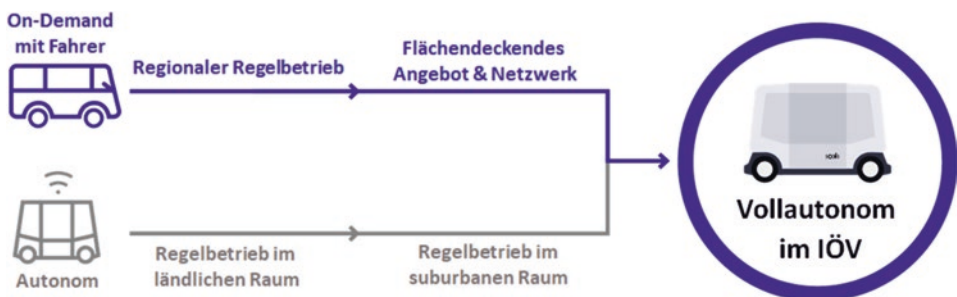 On-Demand
mit Fahrer
Regionaler Regelbetrieb
Flächendeckendes
Angebot & Netzwerk
Autonom
Regelbetrieb im
ländlichen Raum
Regelbetrieb im
suburbanen Raum
Vollautonom
im IÖV